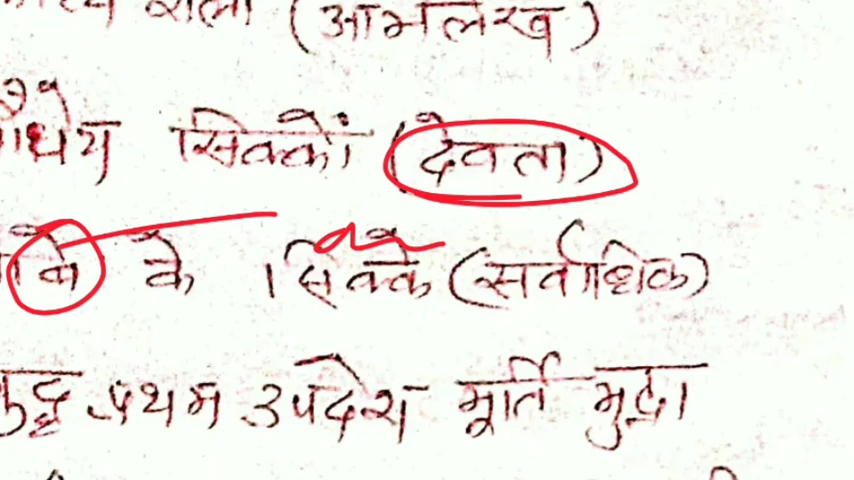 (अभिलेख)
यौधेय सिक्कों (देवता)
के सिक्के (सर्वाधिक)
बुद्ध प्रथम उपदेश मूर्ति मुद्रा